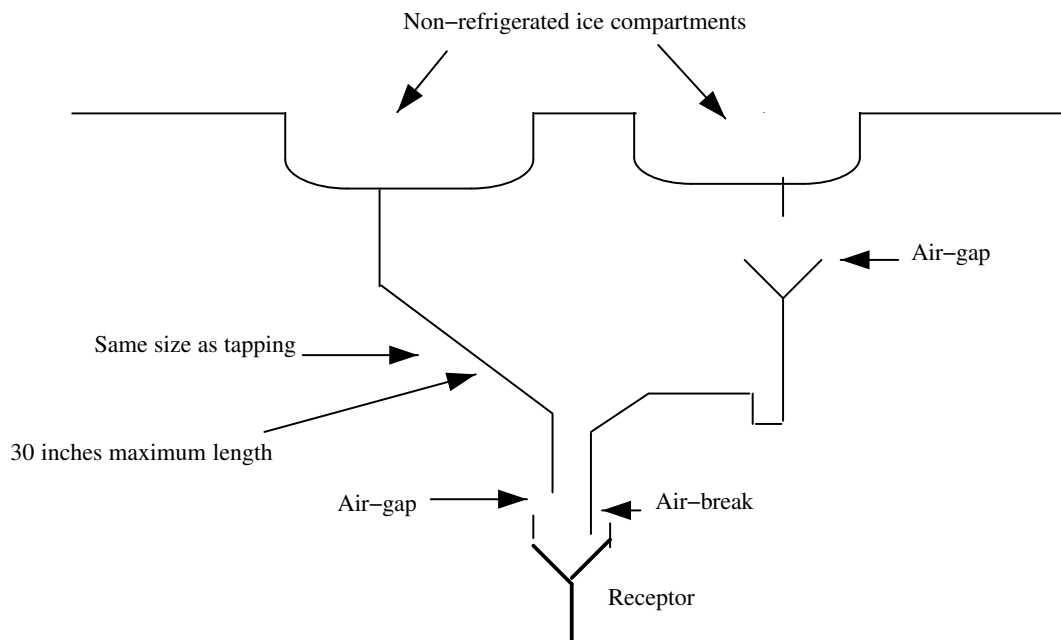 Non−refrigerated ice compartments
Air−gap
Same size as tapping
30 inches maximum length
Air-gap
Air−break
Receptor